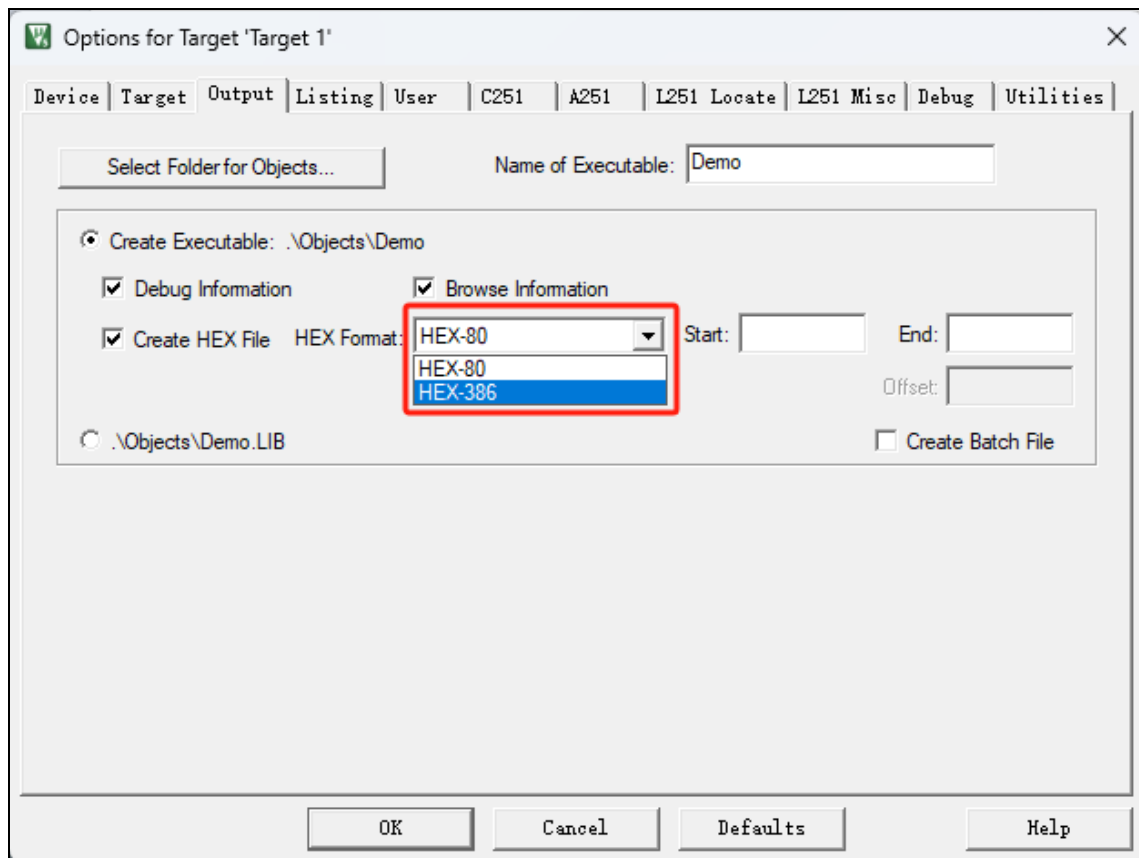 Options for Target 'Target 1'
Device Target Output Listing User C251 A251 L251 Locate L251 Misc Debug Utilities
Select Folder for Objects... Name of Executable: Demo
Create Executable: .\Objects\Demo
Debug Information Browse Information
Create HEX File HEX Format: HEX-80 Start: End:
HEX-80
HEX-386 Offset:
.\Objects\Demo.LIB Create Batch File
OK Cancel Defaults Help